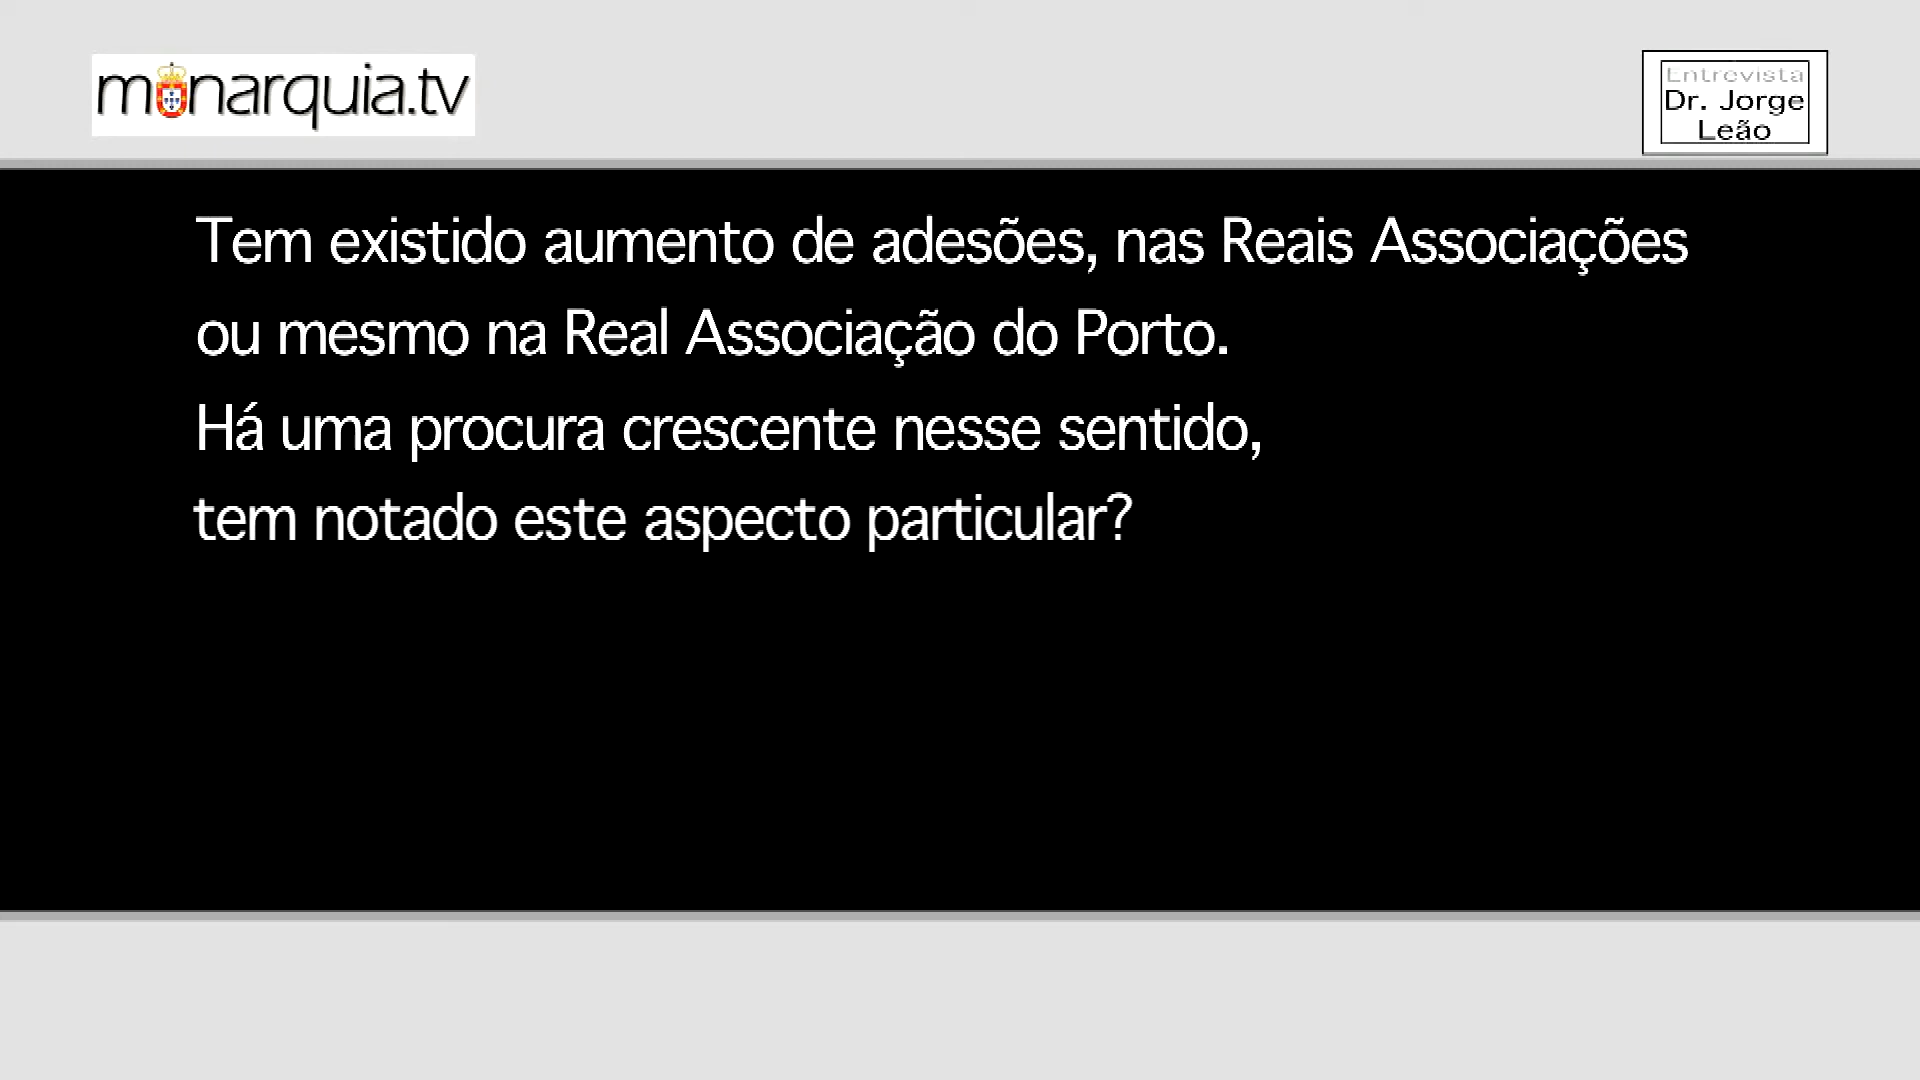 monarquia.tv
Entrevista
Dr. Jorge
Leão
Tem existido aumento de adesões, nas Reais Associações
ou mesmo na Real Associação do Porto.
Há uma procura crescente nesse sentido,
tem notado este aspecto particular?